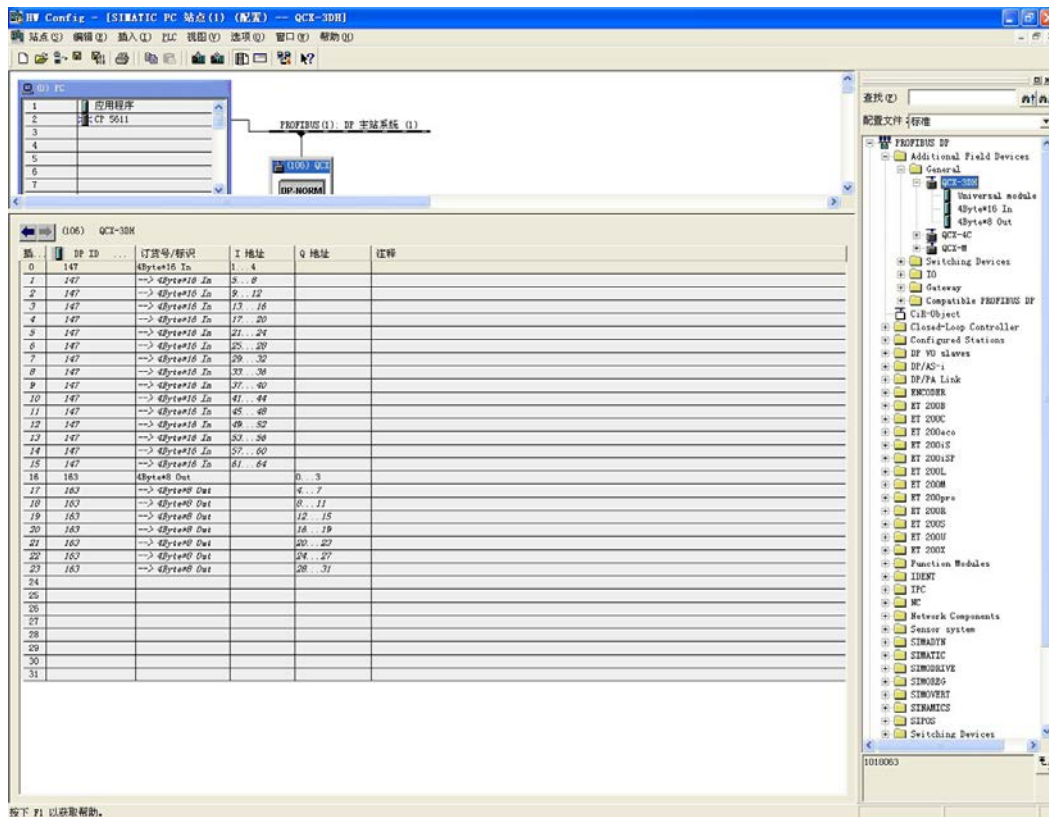 HW Config - [SIMATIC PC 站点(1) (配置) -- QCX-3DH]
站点(S) 编辑(E) 插入(I) PLC 视图(V) 选项(O) 窗口(W) 帮助(H)
(0) PC
1 应用程序
2 CP 5611
3
4
5
6
7
PROFIBUS(1): DP 主站系统 (1)
(106) QCX
DP-NORM
(106) QCX-3DH
插... DP ID ... 订货号/标识 I 地址 Q 地址 注释
0 147 4Byte*16 In 1...4
1 147 --> 4Byte*16 In 5...8
2 147 --> 4Byte*16 In 9...12
3 147 --> 4Byte*16 In 13...16
4 147 --> 4Byte*16 In 17...20
5 147 --> 4Byte*16 In 21...24
6 147 --> 4Byte*16 In 25...28
7 147 --> 4Byte*16 In 29...32
8 147 --> 4Byte*16 In 33...36
9 147 --> 4Byte*16 In 37...40
10 147 --> 4Byte*16 In 41...44
11 147 --> 4Byte*16 In 45...48
12 147 --> 4Byte*16 In 49...52
13 147 --> 4Byte*16 In 53...56
14 147 --> 4Byte*16 In 57...60
15 147 --> 4Byte*16 In 61...64
16 163 4Byte*8 Out 0...3
17 163 --> 4Byte*8 Out 4...7
18 163 --> 4Byte*8 Out 8...11
19 163 --> 4Byte*8 Out 12...15
20 163 --> 4Byte*8 Out 16...19
21 163 --> 4Byte*8 Out 20...23
22 163 --> 4Byte*8 Out 24...27
23 163 --> 4Byte*8 Out 28...31
24
25
26
27
28
29
30
31
查找(F)
配置文件 标准
PROFIBUS DP
Additional Field Devices
General
QCX-3DH
Universal module
4Byte*16 In
4Byte*8 Out
QCX-4C
QCX-M
Switching Devices
IO
Gateway
Compatible PROFIBUS DP
CiR-Object
Closed-Loop Controller
Configured Stations
DP V0 slaves
DP/AS-i
DP/PA Link
ENCODER
ET 200B
ET 200C
ET 200eco
ET 200iS
ET 200iSP
ET 200L
ET 200M
ET 200pro
ET 200R
ET 200S
ET 200U
ET 200X
Function Modules
IDENT
IPC
NC
Network Components
Sensor system
SIMADYN
SIMATIC
SIMODRIVE
SIMOREG
SIMOVERT
SINAMICS
SIPOS
Switching Devices
1018063
按下 F1 以获取帮助。